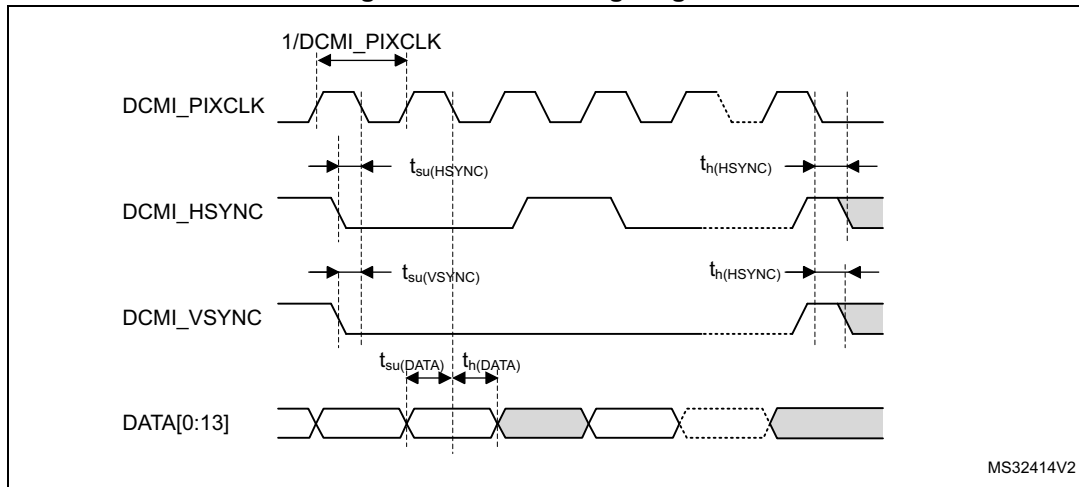 1/DCMI_PIXCLK
DCMI_PIXCLK
tsu(HSYNC)
th(HSYNC)
DCMI_HSYNC
tsu(VSYNC)
th(HSYNC)
DCMI_VSYNC
tsu(DATA) th(DATA)
DATA[0:13]
MS32414V2